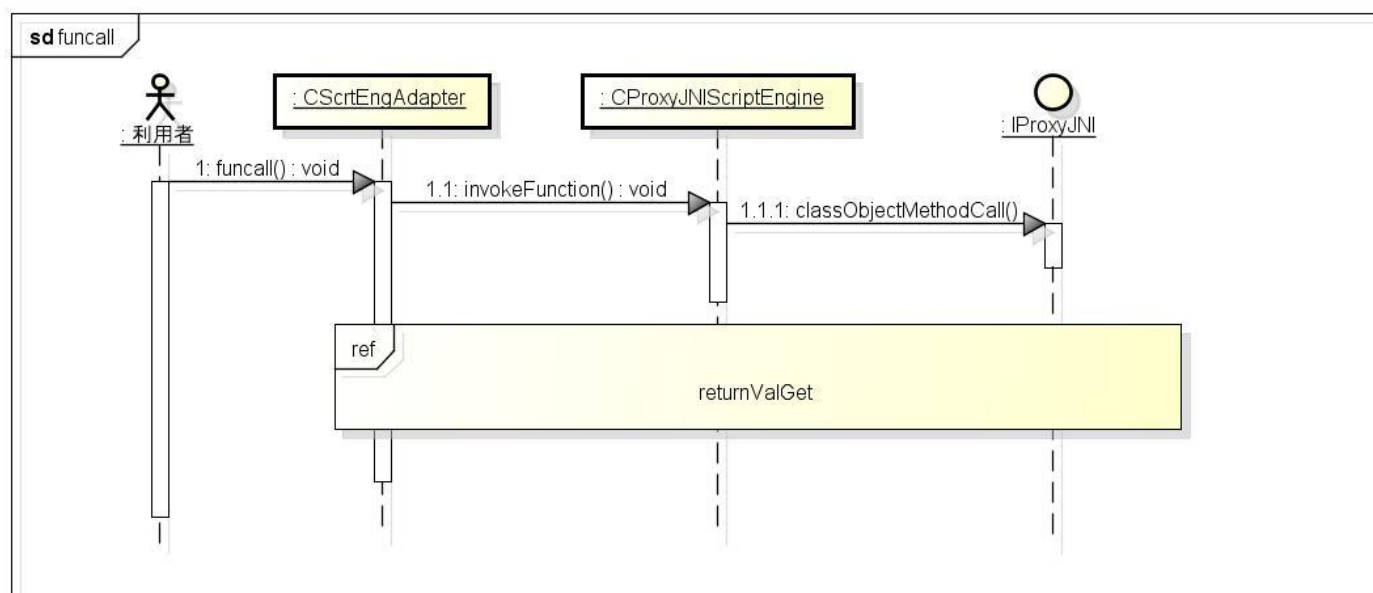 sd funcall
: 利用者
: CScrtEngAdapter
: CProxyJNIScriptEngine
: IProxyJNI
1: funcall() : void
1.1: invokeFunction() : void
1.1.1: classObjectMethodCall()
ref
returnValGet